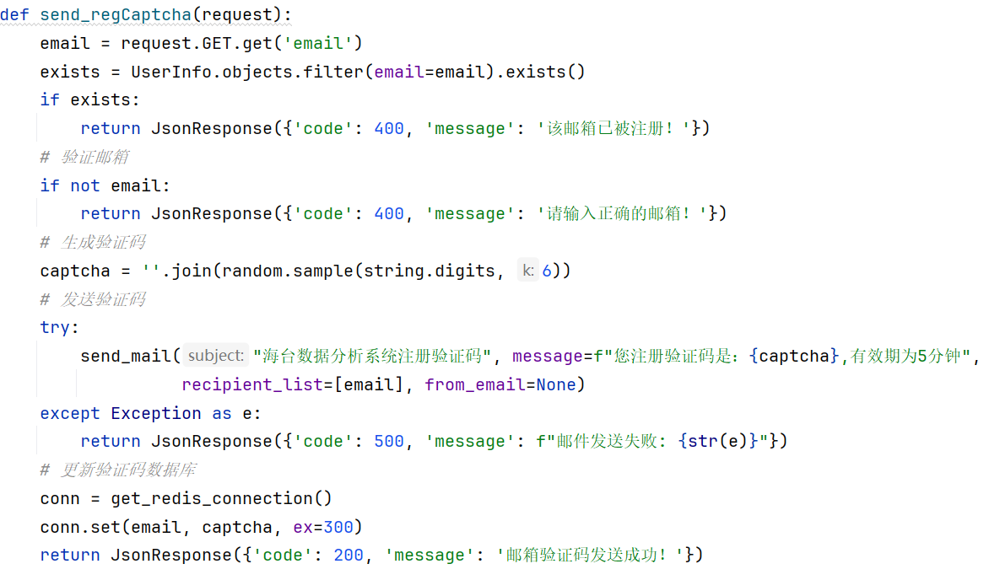 def send_regCaptcha(request):
    email = request.GET.get('email')
    exists = UserInfo.objects.filter(email=email).exists()
    if exists:
        return JsonResponse({'code': 400, 'message': '该邮箱已被注册！'})
    # 验证邮箱
    if not email:
        return JsonResponse({'code': 400, 'message': '请输入正确的邮箱！'})
    # 生成验证码
    captcha = ''.join(random.sample(string.digits, k: 6))
    # 发送验证码
    try:
        send_mail( subject: "海台数据分析系统注册验证码", message=f"您注册验证码是：{captcha},有效期为5分钟",
                  recipient_list=[email], from_email=None)
    except Exception as e:
        return JsonResponse({'code': 500, 'message': f"邮件发送失败: {str(e)}"})
    # 更新验证码数据库
    conn = get_redis_connection()
    conn.set(email, captcha, ex=300)
    return JsonResponse({'code': 200, 'message': '邮箱验证码发送成功！'})